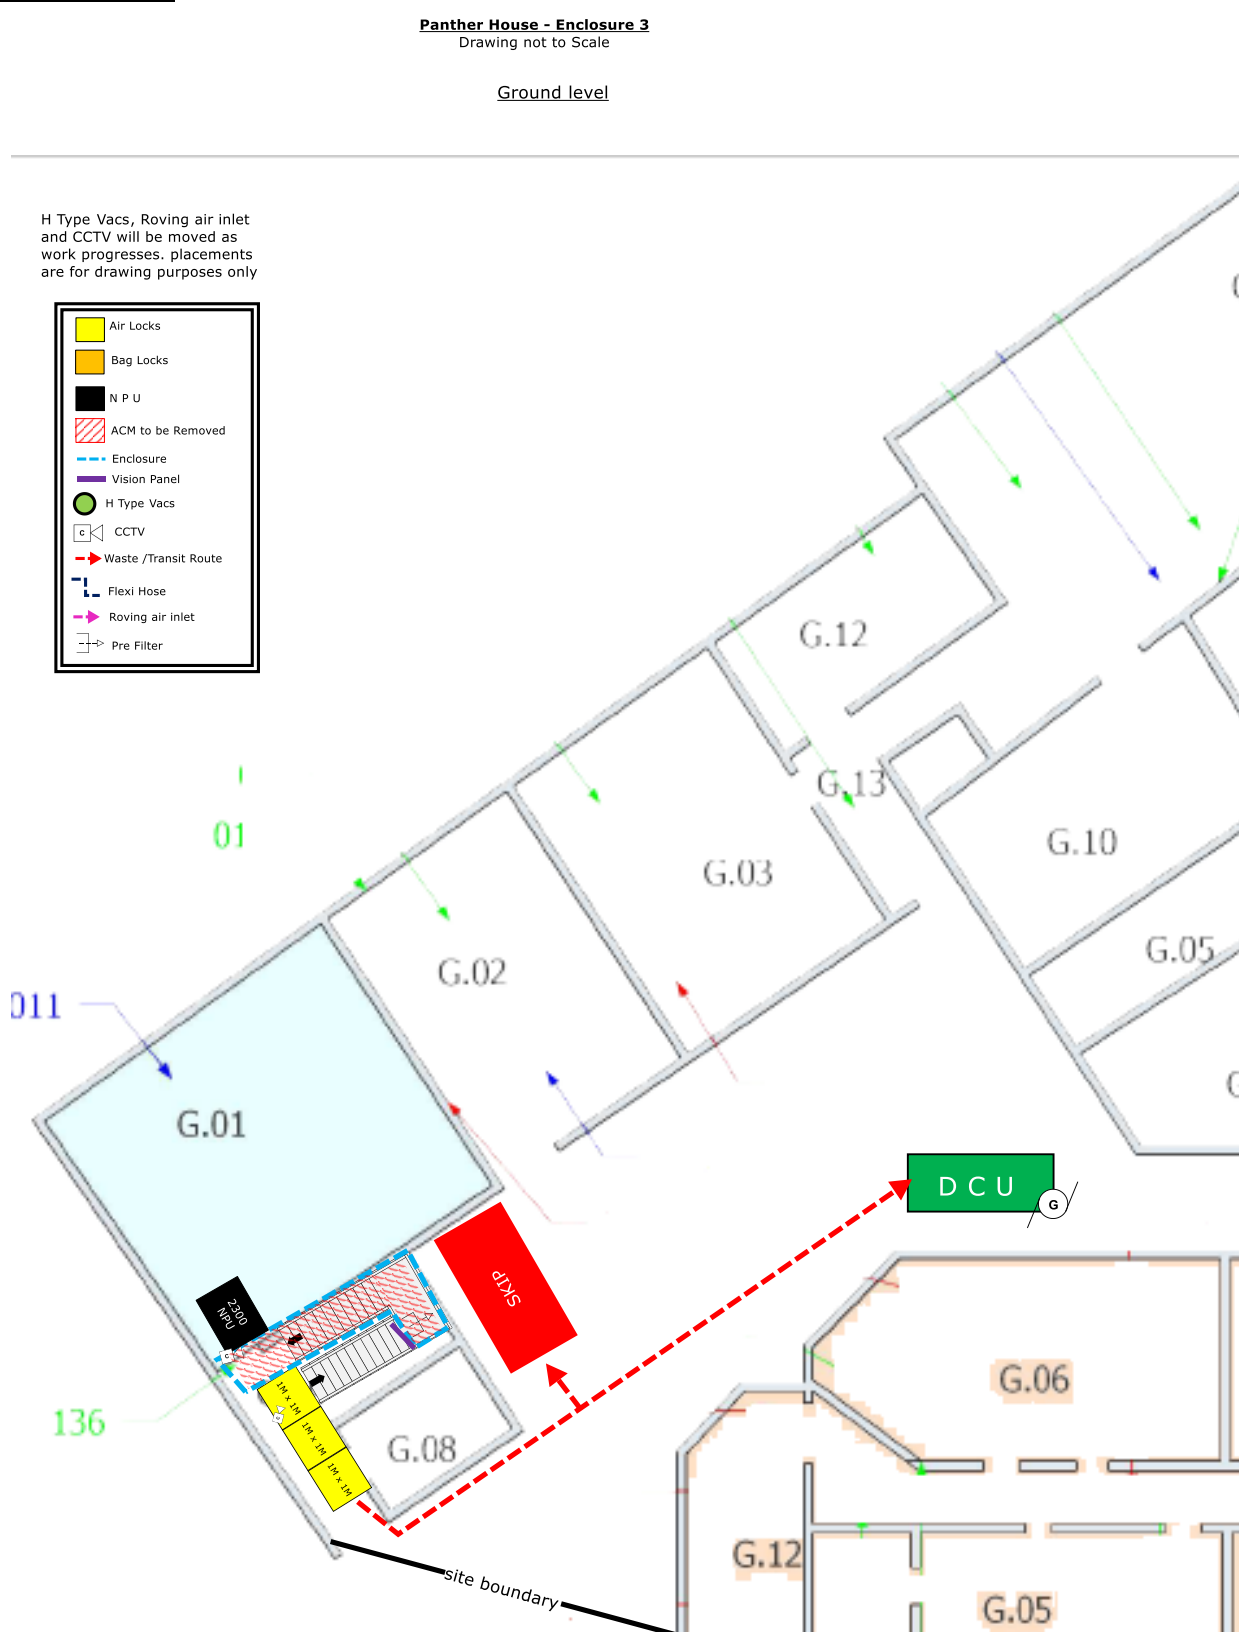 Panther House - Enclosure 3
Drawing not to Scale
Ground level
H Type Vacs, Roving air inlet
and CCTV will be moved as
work progresses. placements
are for drawing purposes only
Air Locks
Bag Locks
N P U
ACM to be Removed
Enclosure
Vision Panel
H Type Vacs
C
CCTV
Waste /Transit Route
Flexi Hose
Roving air inlet
Pre Filter
G.12
G.13
01
G.03
G.10
G.05
G.02
011
G.01
D C U
G
SKIP
2300
NPU
C
1M x 1M
C
1M x 1M
1M x 1M
136
G.08
G.06
G.12
G.05
site boundary